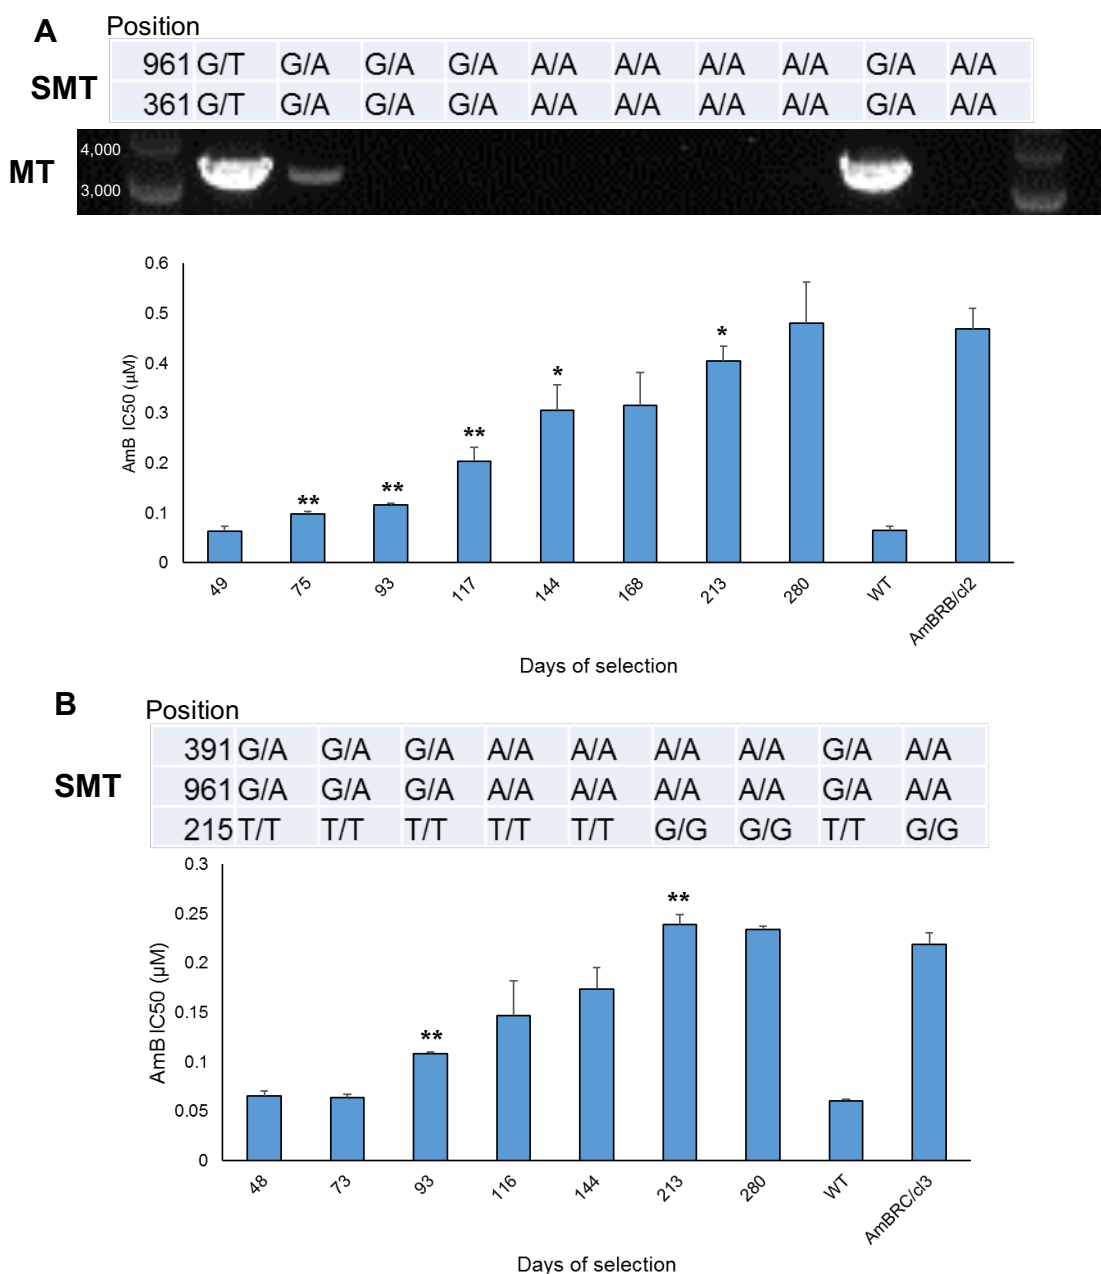 A
Position
SMT
961 G/T G/A G/A G/A A/A A/A A/A A/A G/A A/A
361 G/T G/A G/A G/A A/A A/A A/A A/A G/A A/A
MT
4,000
3,000
AmB IC50 (µM)
0.6
0.5
0.4
0.3
0.2
0.1
0
** ** ** * *
49 75 93 117 144 168 213 280 WT AmBRB/cl2
Days of selection
B
Position
SMT
391 G/A G/A G/A A/A A/A A/A A/A G/A A/A
961 G/A G/A G/A A/A A/A A/A A/A G/A A/A
215 T/T T/T T/T T/T T/T G/G G/G T/T G/G
AmB IC50 (µM)
0.3
0.25
0.2
0.15
0.1
0.05
0
** **
48 73 93 116 144 213 280 WT AmBRC/cl3
Days of selection